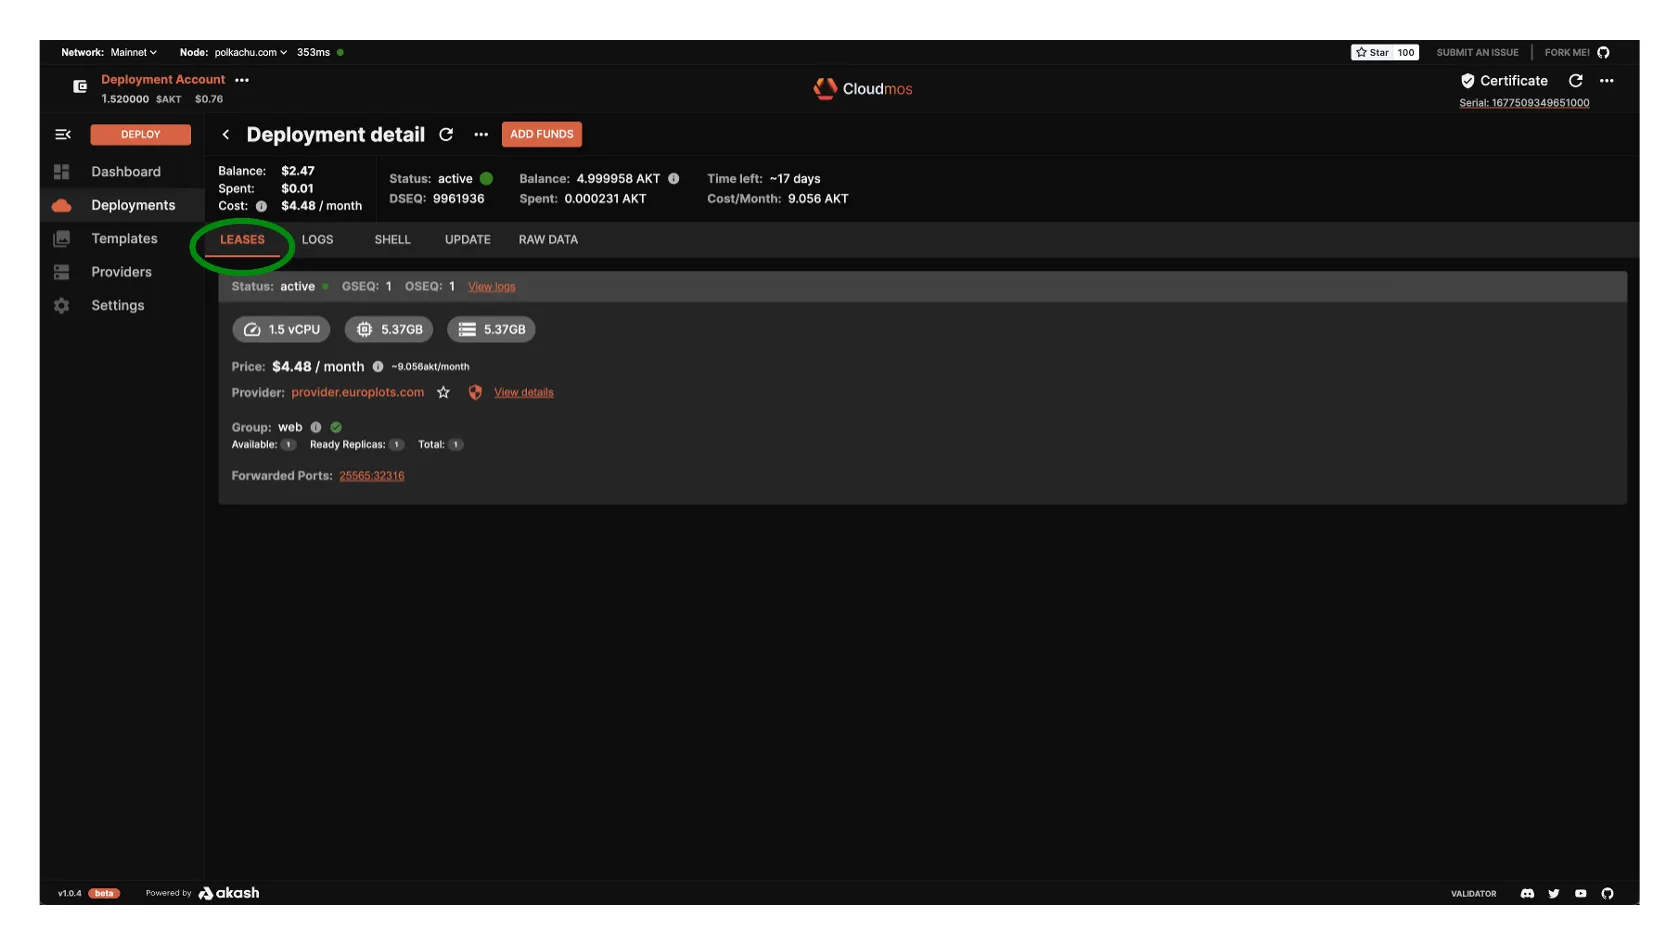 Network: Mainnet Node: polkachu.com 353ms Star 100 SUBMIT AN ISSUE FORK ME!
Deployment Account •••
1.520000 $AKT $0.76
Cloudmos
Certificate •••
Serial: 1677509349651000
DEPLOY
Deployment detail ••• ADD FUNDS
Dashboard
Deployments
Templates
Providers
Settings
Balance: $2.47
Spent: $0.01
Cost: $4.48 / month
Status: active
DSEQ: 9961936
Balance: 4.999958 AKT
Spent: 0.000231 AKT
Time left: ~17 days
Cost/Month: 9.056 AKT
LEASES LOGS SHELL UPDATE RAW DATA
Status: active GSEQ: 1 OSEQ: 1 View logs
1.5 vCPU 5.37GB 5.37GB
Price: $4.48 / month ~9.056akt/month
Provider: provider.europlots.com View details
Group: web
Available: 1 Ready Replicas: 1 Total: 1
Forwarded Ports: 25565:32316
v1.0.4 beta Powered by akash VALIDATOR